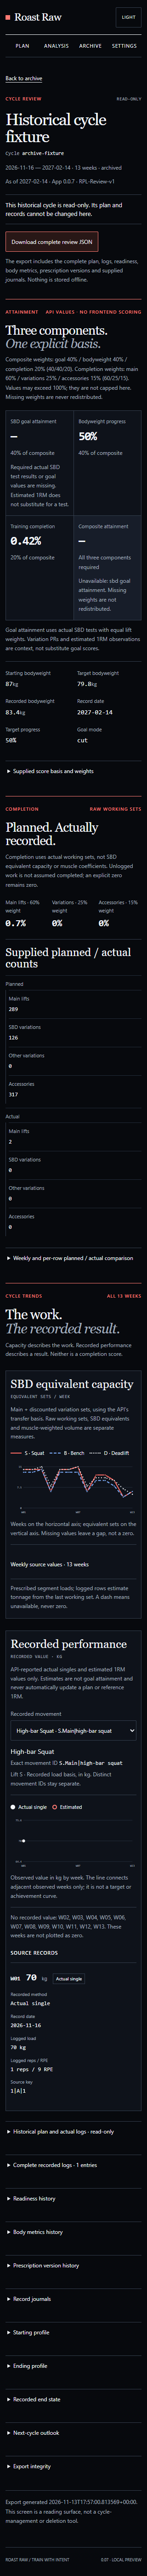 Roast Raw
LIGHT
PLAN ANALYSIS ARCHIVE SETTINGS
Back to archive
CYCLE REVIEW READ-ONLY
Historical cycle
fixture
Cycle archive-fixture
2026-11-16 — 2027-02-14 · 13 weeks · archived
As of 2027-02-14 · App 0.0.7 · RPL-Review-v1
This historical cycle is read-only. Its plan and
records cannot be changed here.
Download complete review JSON
The export includes the complete plan, logs, readiness,
body metrics, prescription versions and supplied
journals. Nothing is stored offline.
ATTAINMENT API VALUES · NO FRONTEND SCORING
Three components.
One explicit basis.
Composite weights: goal 40% / bodyweight 40% /
completion 20% (40/40/20). Completion weights: main
60% / variations 25% / accessories 15% (60/25/15).
Values may exceed 100%; they are not capped here.
Missing weights are never redistributed.
SBD goal attainment
—
40% of composite
Required actual SBD
test results or goal
values are missing.
Estimated 1RM does
not substitute for a test.
Bodyweight progress
50%
40% of composite
Training completion
0.42%
20% of composite
Composite attainment
—
All three components
required
Unavailable: sbd goal
attainment. Missing
weights are not
redistributed.
Goal attainment uses actual SBD tests with equal lift
weights. Variation PRs and estimated 1RM observations
are context, not substitute goal scores.
Starting bodyweight
87kg
Target bodyweight
79.8kg
Recorded bodyweight
83.4kg
Record date
2027-02-14
Target progress
50%
Goal mode
cut
▶ Supplied score basis and weights
COMPLETION RAW WORKING SETS
Planned. Actually
recorded.
Completion uses actual working sets, not SBD
equivalent capacity or muscle coefficients. Unlogged
work is not assumed completed; an explicit zero
remains zero.
Main lifts · 60%
weight
0.7%
Variations · 25%
weight
0%
Accessories · 15%
weight
0%
Supplied planned / actual
counts
Planned
Main lifts
289
SBD variations
126
Other variations
0
Accessories
317
Actual
Main lifts
2
SBD variations
0
Other variations
0
Accessories
0
▶ Weekly and per-row planned / actual comparison
CYCLE TRENDS ALL 13 WEEKS
The work.
The recorded result.
Capacity describes the work. Recorded performance
describes a result. Neither is a completion score.
SBD equivalent capacity
EQUIVALENT SETS / WEEK
Main + discounted variation sets, using the API's
transfer basis. Raw working sets, SBD equivalents
and muscle-equivalent volume are separate
measures.
S · Squat B · Bench D · Deadlift
W01 W07 W13
Weeks on the horizontal axis; equivalent sets on the
vertical axis. Missing values leave a gap, not a zero.
Weekly source values · 13 weeks
Prescribed segment loads; logged rows estimate
tonnage from the last working set. A dash means
unavailable, never zero.
Recorded performance
RECORDED VALUE · KG
API-reported actual singles and estimated 1RM
values only. Estimates are not goal attainment and
never automatically update a plan or reference
1RM.
Recorded movement
High-bar Squat · S.Main|high-bar squat
High-bar Squat
Exact movement ID S.Main|high-bar squat
Lift S · Recorded load basis, in kg. Distinct
movement IDs stay separate.
Actual single Estimated
W01 W07 W13
Observed value in kg by week. The line connects
adjacent observed weeks only; it is not a target or
achievement curve.
No recorded value: W02, W03, W04, W05, W06,
W07, W08, W09, W10, W11, W12, W13. These
weeks are not plotted as zero.
SOURCE RECORDS
W01 70 kg Actual single
Recorded method
Actual single
Record date
2026-11-16
Logged load
70 kg
Logged reps / RPE
1 reps / 9 RPE
Source key
1|A|1
▶ Historical plan and actual logs · read-only
▶ Complete recorded logs · 1 entries
▶ Readiness history
▶ Body metrics history
▶ Prescription version history
▶ Record journals
▶ Starting profile
▶ Ending profile
▶ Recorded end state
▶ Next-cycle outlook
▶ Export integrity
Export generated 2026-11-13T17:57:00.813569+00:00.
This screen is a reading surface, not a cycle-
management or deletion tool.
ROAST RAW / TRAIN WITH INTENT